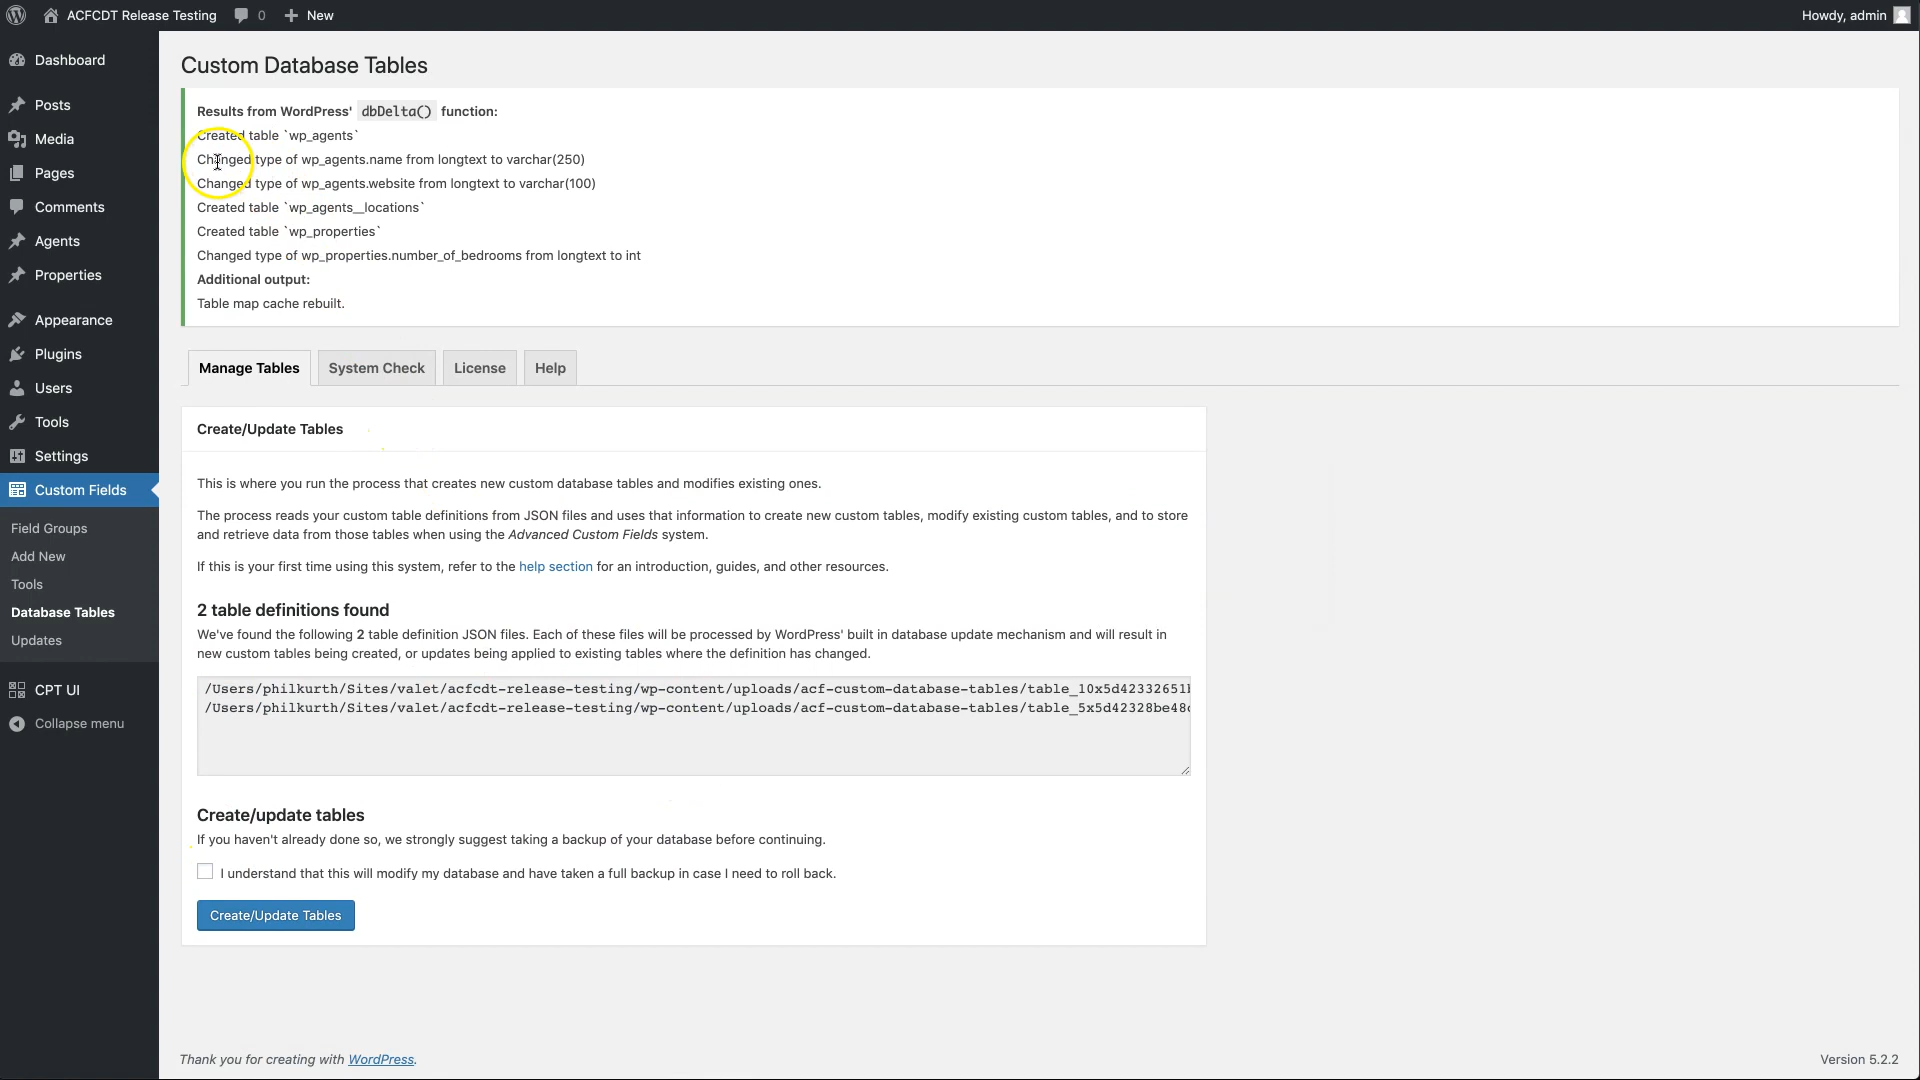 ACFCDT Release Testing 0 New Howdy, admin
Dashboard
Posts
Media
Pages
Comments
Agents
Properties
Appearance
Plugins
Users
Tools
Settings
Custom Fields
Field Groups
Add New
Tools
Database Tables
Updates
CPT UI
Collapse menu
Custom Database Tables
Results from WordPress' dbDelta() function:
Created table `wp_agents`
Changed type of wp_agents.name from longtext to varchar(250)
Changed type of wp_agents.website from longtext to varchar(100)
Created table `wp_agents__locations`
Created table `wp_properties`
Changed type of wp_properties.number_of_bedrooms from longtext to int
Additional output:
Table map cache rebuilt.
Manage Tables System Check License Help
Create/Update Tables
This is where you run the process that creates new custom database tables and modifies existing ones.
The process reads your custom table definitions from JSON files and uses that information to create new custom tables, modify existing custom tables, and to store
and retrieve data from those tables when using the Advanced Custom Fields system.
If this is your first time using this system, refer to the help section for an introduction, guides, and other resources.
2 table definitions found
We've found the following 2 table definition JSON files. Each of these files will be processed by WordPress' built in database update mechanism and will result in
new custom tables being created, or updates being applied to existing tables where the definition has changed.
/Users/philkurth/Sites/valet/acfcdt-release-testing/wp-content/uploads/acf-custom-database-tables/table_10x5d42332651
/Users/philkurth/Sites/valet/acfcdt-release-testing/wp-content/uploads/acf-custom-database-tables/table_5x5d42328be48
Create/update tables
If you haven't already done so, we strongly suggest taking a backup of your database before continuing.
I understand that this will modify my database and have taken a full backup in case I need to roll back.
Create/Update Tables
Thank you for creating with WordPress. Version 5.2.2